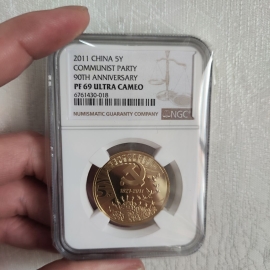 2011 CHINA 5Y
COMMUNIST PARTY
90TH ANNIVERSARY
PF 69 ULTRA CAMEO
6761430-018
NUMISMATIC GUARANTY COMPANY
NGC